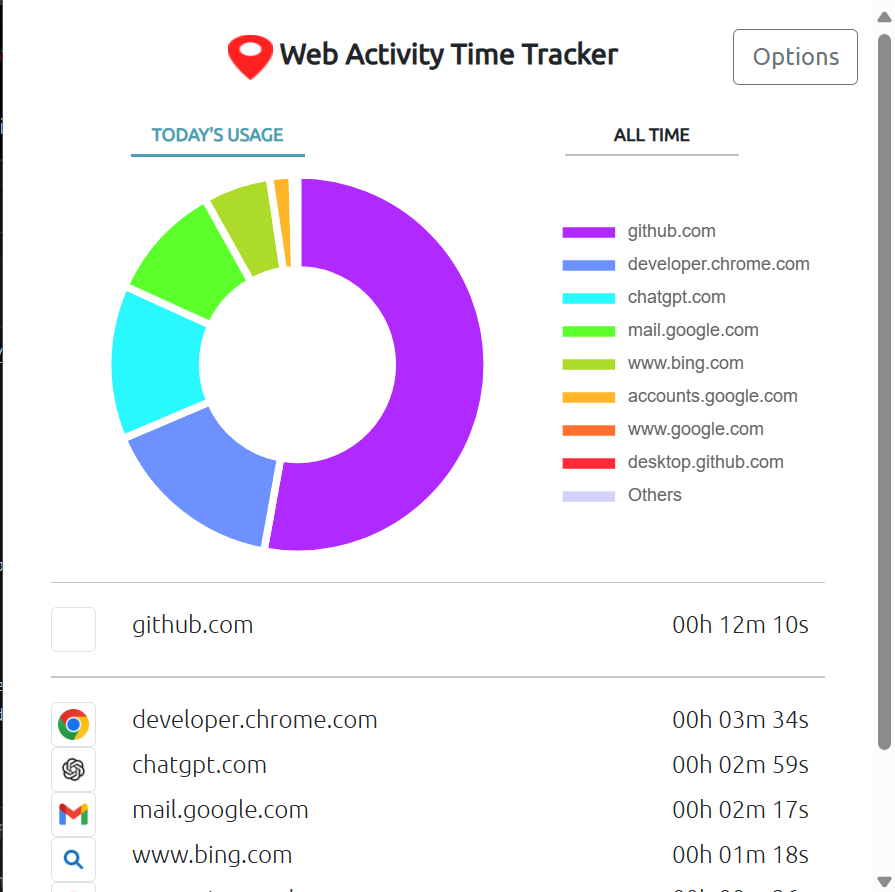 Web Activity Time Tracker
Options
TODAY'S USAGE
ALL TIME
github.com
developer.chrome.com
chatgpt.com
mail.google.com
www.bing.com
accounts.google.com
www.google.com
desktop.github.com
Others
github.com 00h 12m 10s
developer.chrome.com 00h 03m 34s
chatgpt.com 00h 02m 59s
mail.google.com 00h 02m 17s
www.bing.com 00h 01m 18s